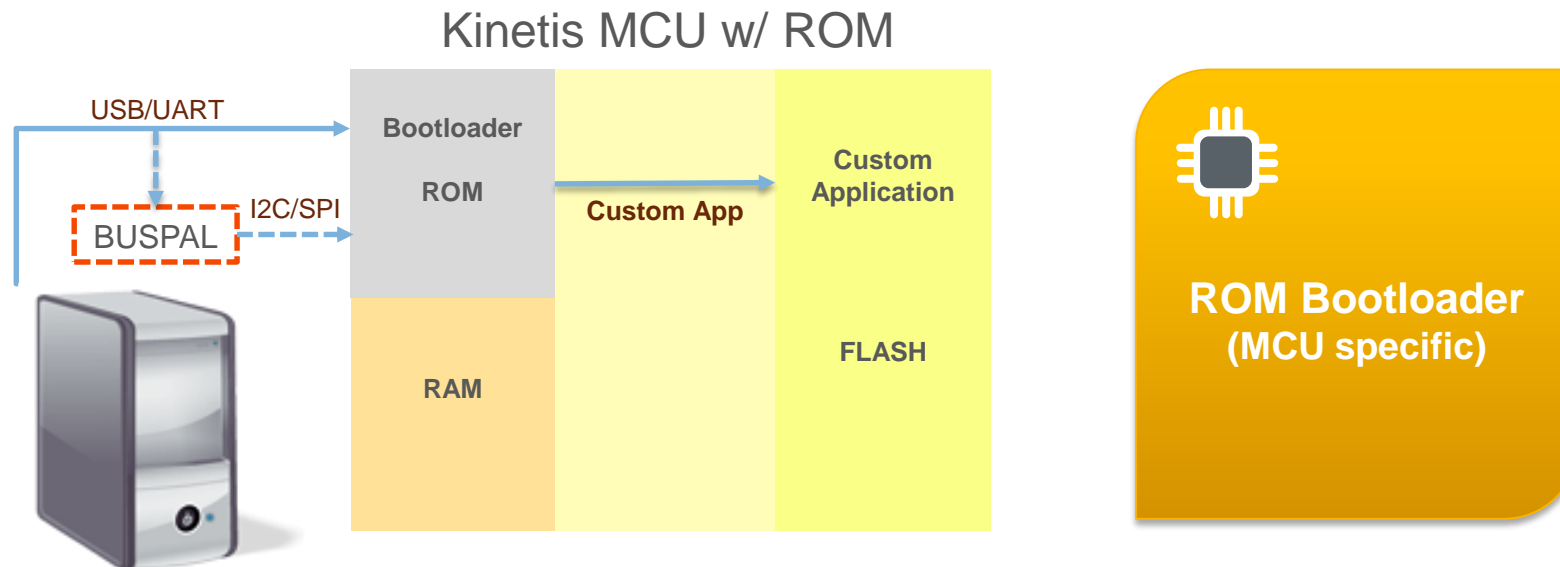 Kinetis MCU w/ ROM
USB/UART
I2C/SPI
BUSPAL
Bootloader
ROM
RAM
Custom App
Custom
Application
FLASH
ROM Bootloader
(MCU specific)